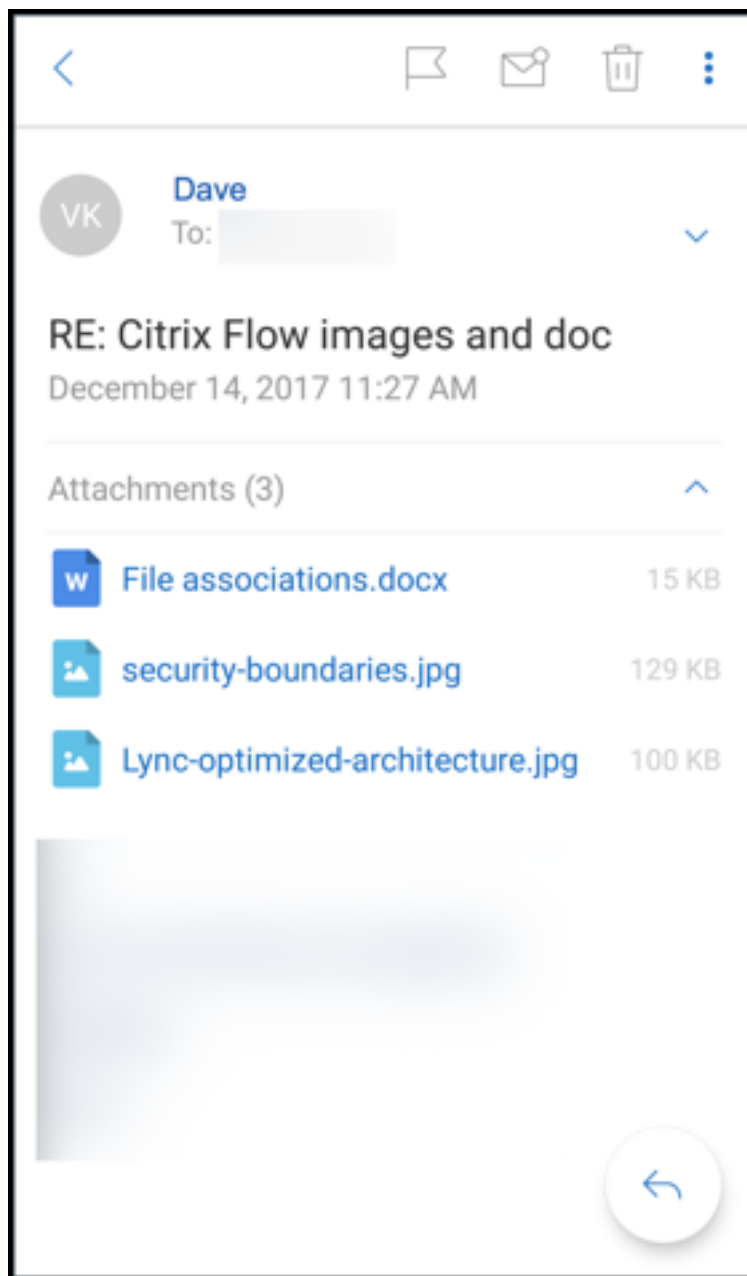 VK
Dave
To:
RE: Citrix Flow images and doc
December 14, 2017 11:27 AM
Attachments (3)
W File associations.docx 15 KB
security-boundaries.jpg 129 KB
Lync-optimized-architecture.jpg 100 KB